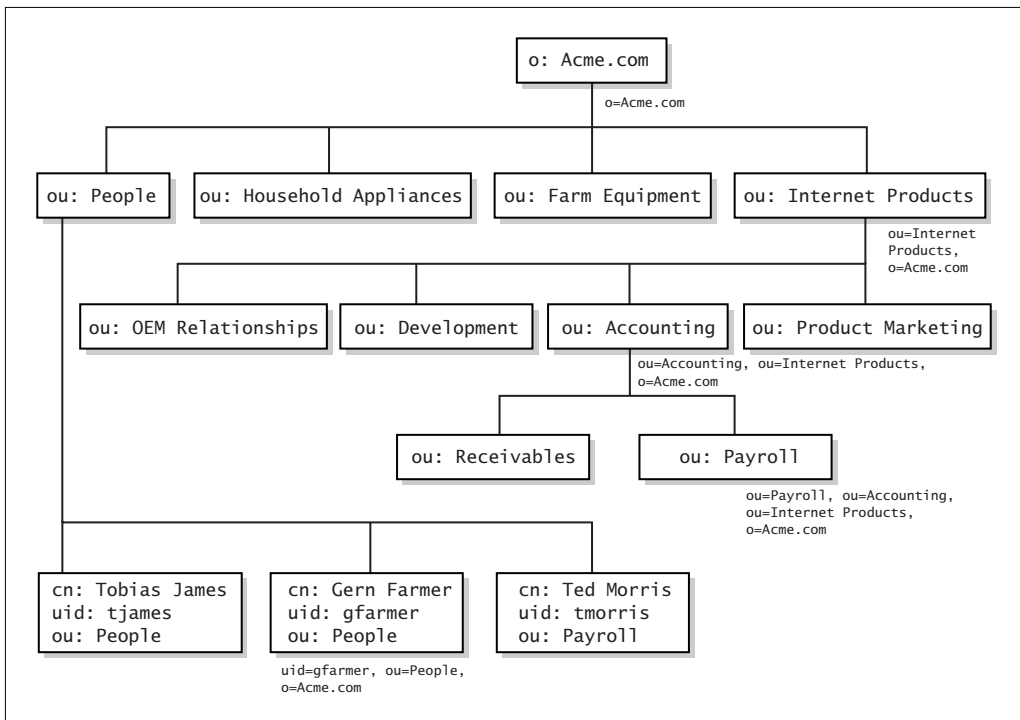 o: Acme.com
o=Acme.com
ou: People
ou: Household Appliances
ou: Farm Equipment
ou: Internet Products
ou=Internet
Products,
o=Acme.com
ou: OEM Relationships
ou: Development
ou: Accounting
ou: Product Marketing
ou=Accounting, ou=Internet Products,
o=Acme.com
ou: Receivables
ou: Payroll
ou=Payroll, ou=Accounting,
ou=Internet Products,
o=Acme.com
cn: Tobias James
uid: tjames
ou: People
cn: Gern Farmer
uid: gfarmer
ou: People
cn: Ted Morris
uid: tmorris
ou: Payroll
uid=gfarmer, ou=People,
o=Acme.com